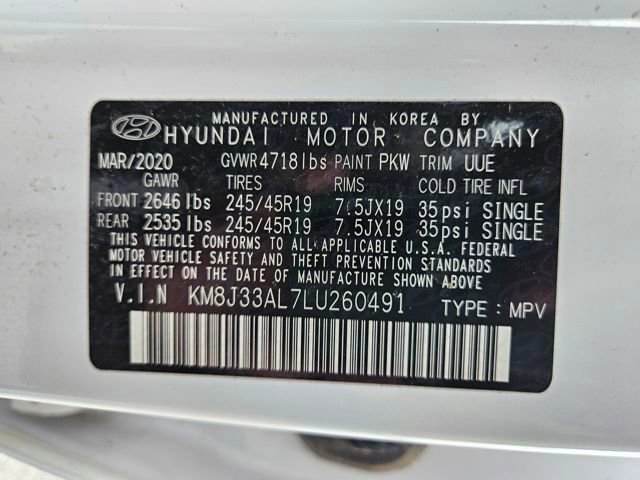 MANUFACTURED IN KOREA BY
HYUNDAI MOTOR COMPANY
MAR/2020 GVWR 4718 lbs PAINT PKW TRIM UUE
GAWR TIRES RIMS COLD TIRE INFL
FRONT 2646 lbs 245/45R19 7.5JX19 35psi SINGLE
REAR 2535 lbs 245/45R19 7.5JX19 35psi SINGLE
THIS VEHICLE CONFORMS TO ALL APPLICABLE U.S.A. FEDERAL
MOTOR VEHICLE SAFETY AND THEFT PREVENTION STANDARDS
IN EFFECT ON THE DATE OF MANUFACTURE SHOWN ABOVE
V.I.N KM8J33AL7LU260491 TYPE : MPV